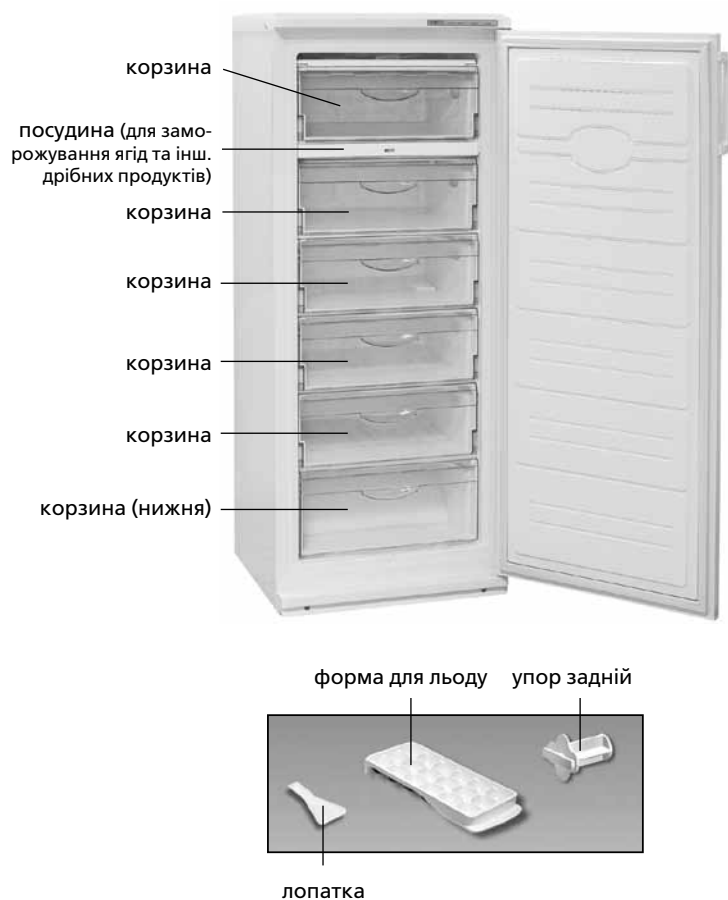 корзина
посудина (для замо-
рожування ягід та інш.
дрібних продуктів)
корзина
корзина
корзина
корзина
корзина (нижня)
форма для льоду упор задній
лопатка